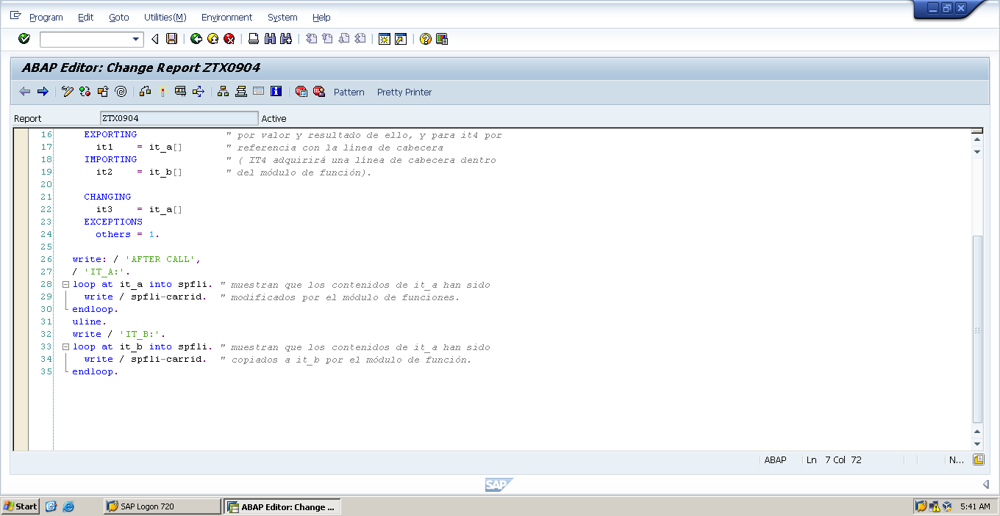 Program Edit Goto Utilities(M) Environment System Help
ABAP Editor: Change Report ZTX0904
Pattern Pretty Printer
Report ZTX0904 Active
16 EXPORTING " por valor y resultado de ello, y para it4 por
17 it1 = it_a[] " referencia con la línea de cabecera
18 IMPORTING " ( IT4 adquirirá una línea de cabecera dentro
19 it2 = it_b[] " del módulo de función).
20
21 CHANGING
22 it3 = it_a[]
23 EXCEPTIONS
24 others = 1.
25
26 write: / 'AFTER CALL',
27 / 'IT_A:'.
28 loop at it_a into spfli. " muestran que los contenidos de it_a han sido
29 write / spfli-carrid. " modificados por el módulo de funciones.
30 endloop.
31 uline.
32 write / 'IT_B:'.
33 loop at it_b into spfli. " muestran que los contenidos de it_a han sido
34 write / spfli-carrid. " copiados a it_b por el módulo de función.
35 endloop.
ABAP Ln 7 Col 72 N...
SAP
Start SAP Logon 720 ABAP Editor: Change ... 5:41 AM